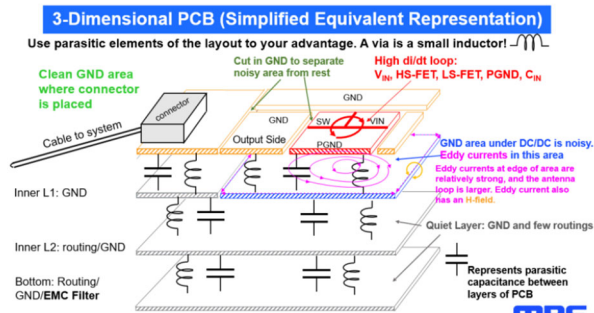 3-Dimensional PCB (Simplified Equivalent Representation)
Use parasitic elements of the layout to your advantage. A via is a small inductor!
Clean GND area
where connector
is placed
Cut in GND to separate
noisy area from rest
High di/dt loop:
VIN, HS-FET, LS-FET, PGND, CIN
connector
Cable to system
GND
GND
SW
VIN
Output Side
PGND
GND area under DC/DC is noisy.
Eddy currents in this area
Eddy currents at edge of area are
relatively strong, and the antenna
loop is larger. Eddy current also
has an H-field.
Inner L1: GND
Quiet Layer: GND and few routings
Inner L2: routing/GND
Bottom: Routing/
GND/EMC Filter
Represents parasitic
capacitance between
layers of PCB